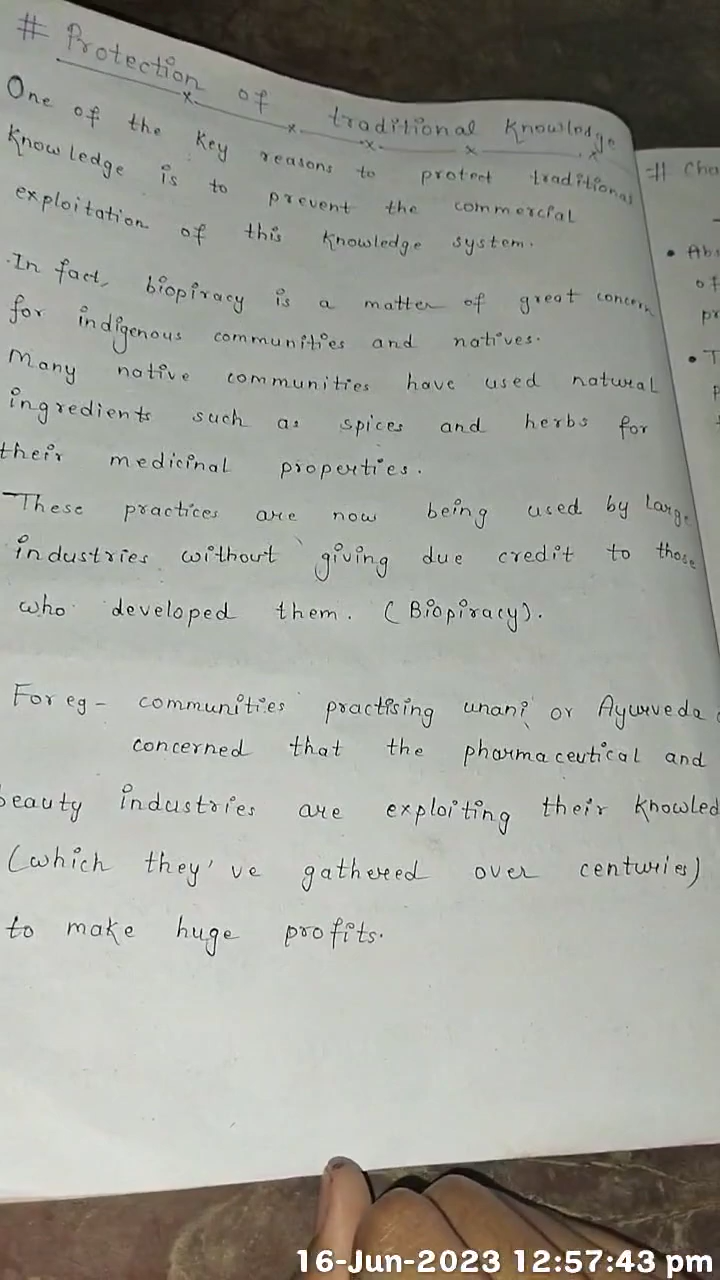 # Protection of traditional Knowledge
One of the key reasons to protect traditional
Knowledge is to prevent the commercial
exploitation of this knowledge system.
In fact, biopiracy is a matter of great concern
for indigenous communities and natives.
Many native communities have used natural
ingredients such as spices and herbs for
their medicinal properties.
These practices are now being used by large
industries without giving due credit to those
who developed them. (Biopiracy).
For eg - communities practising unani or Ayurveda
concerned that the pharmaceutical and
beauty industries are exploiting their Knowled
(which they've gathered over centuries)
to make huge profits.
# Cha
• Abs
of
pr
• T
16-Jun-2023 12:57:43 pm